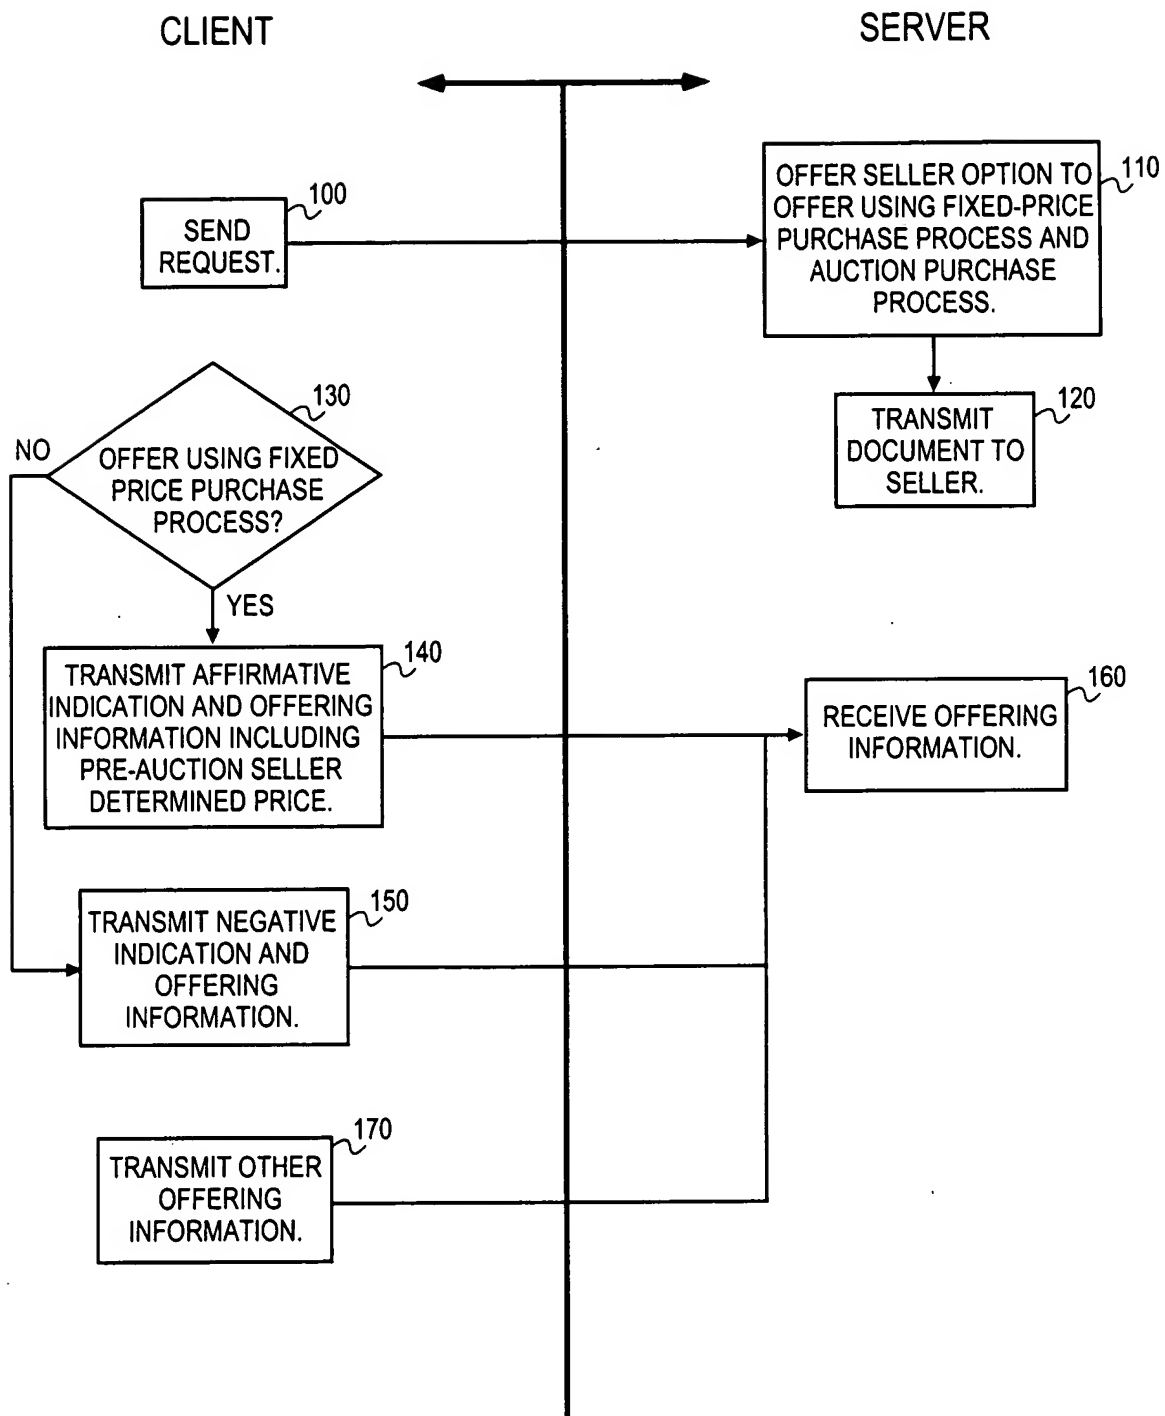 CLIENT
SERVER
100
SEND
REQUEST.
110
OFFER SELLER OPTION TO
OFFER USING FIXED-PRICE
PURCHASE PROCESS AND
AUCTION PURCHASE
PROCESS.
120
TRANSMIT
DOCUMENT TO
SELLER.
130
NO
OFFER USING FIXED
PRICE PURCHASE
PROCESS?
YES
140
TRANSMIT AFFIRMATIVE
INDICATION AND OFFERING
INFORMATION INCLUDING
PRE-AUCTION SELLER
DETERMINED PRICE.
160
RECEIVE OFFERING
INFORMATION.
150
TRANSMIT NEGATIVE
INDICATION AND
OFFERING
INFORMATION.
170
TRANSMIT OTHER
OFFERING
INFORMATION.